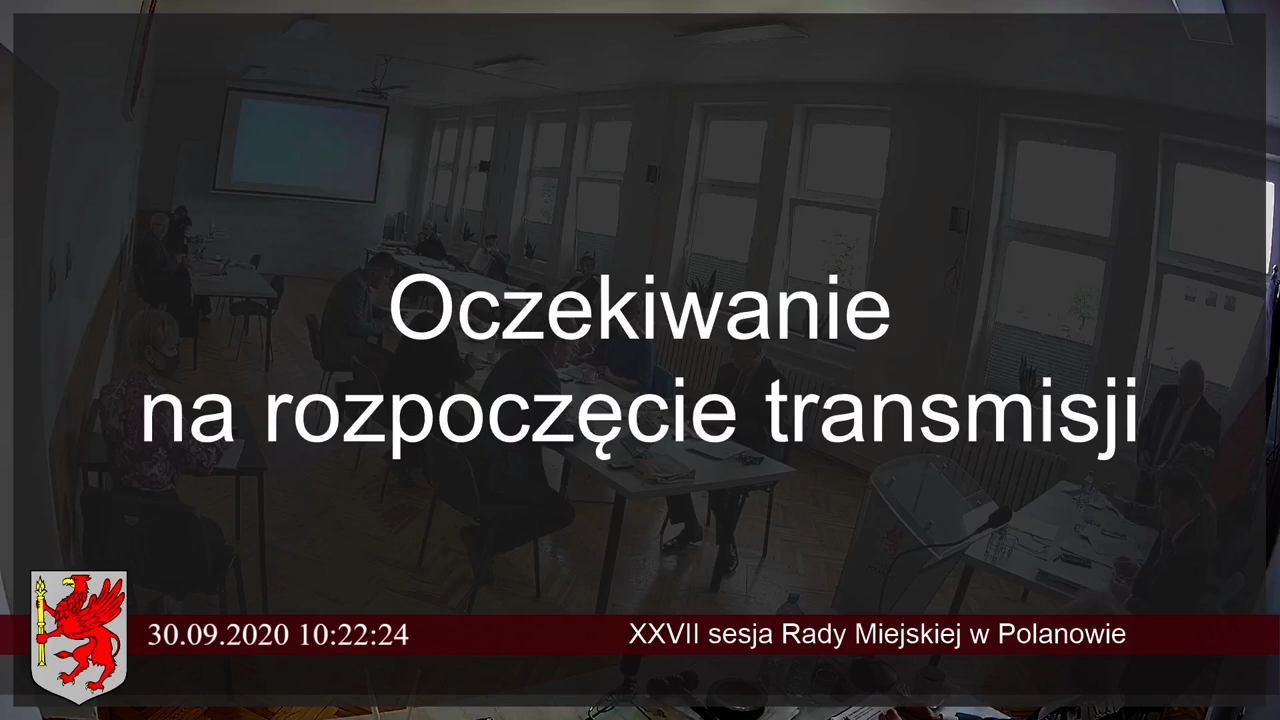 Oczekiwanie
na rozpoczęcie transmisji
30.09.2020 10:22:24
XXVII sesja Rady Miejskiej w Polanowie